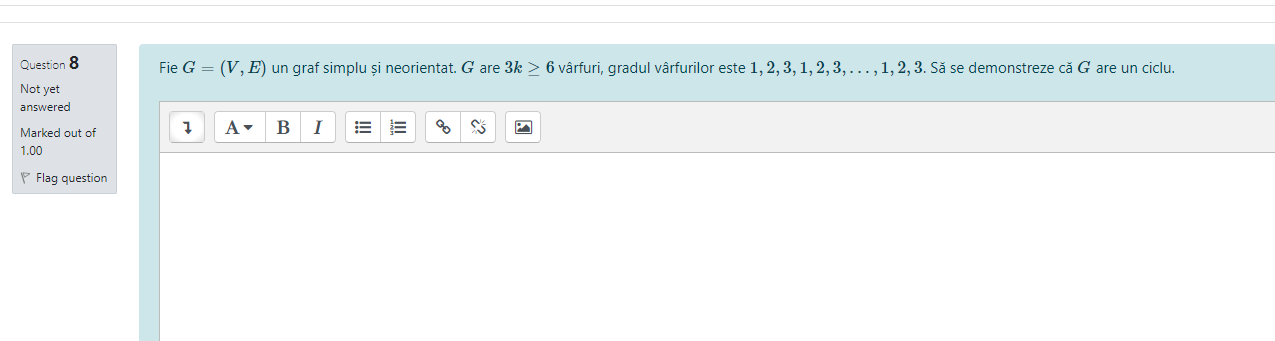 Question 8
Not yet
answered
Marked out of
1.00
Flag question
Fie G = (V, E) un graf simplu și neorientat. G are 3k ≥ 6 vârfuri, gradul vârfurilor este 1, 2, 3, 1, 2, 3, . . . , 1, 2, 3. Să se demonstreze că G are un ciclu.
A B I